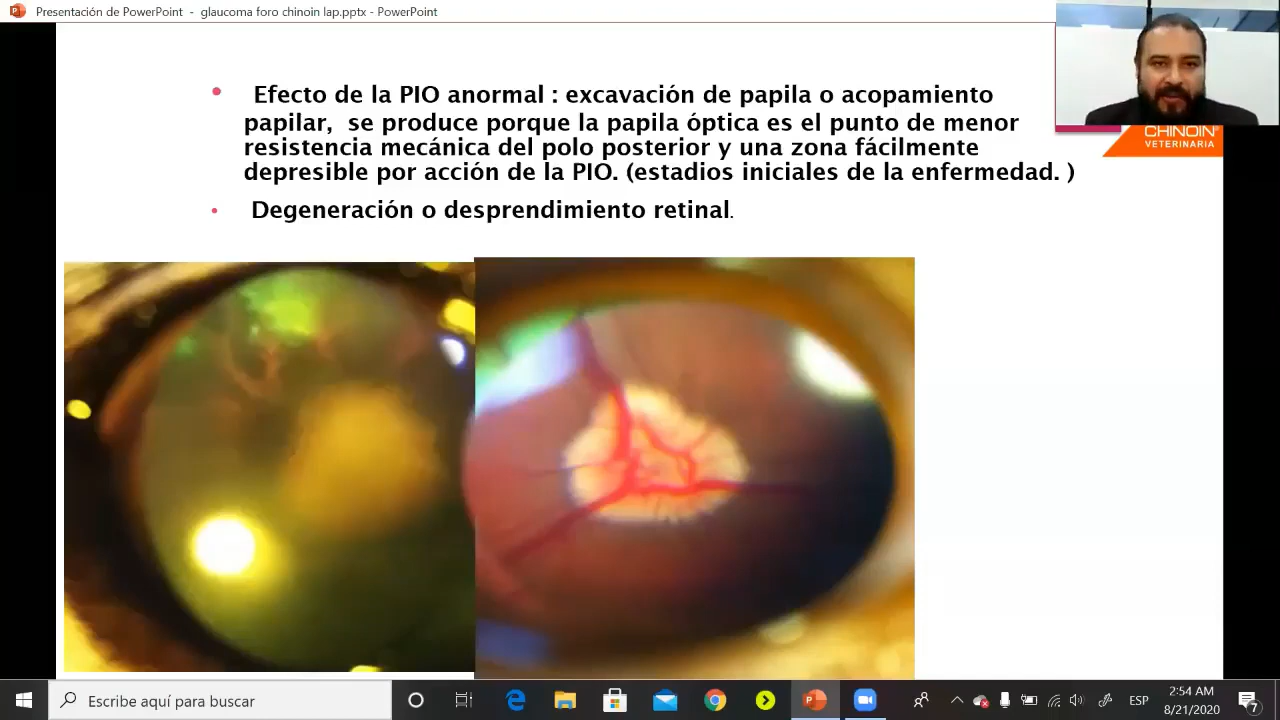 Presentación de PowerPoint - glaucoma foro chinoin lap.pptx - PowerPoint
• Efecto de la PIO anormal : excavación de papila o acopamiento
papilar, se produce porque la papila óptica es el punto de menor
resistencia mecánica del polo posterior y una zona fácilmente
depresible por acción de la PIO. (estadios iniciales de la enfermedad. )
• Degeneración o desprendimiento retinal.
CHINOIN®
VETERINARIA
Escribe aquí para buscar
ESP
2:54 AM
8/21/2020
7